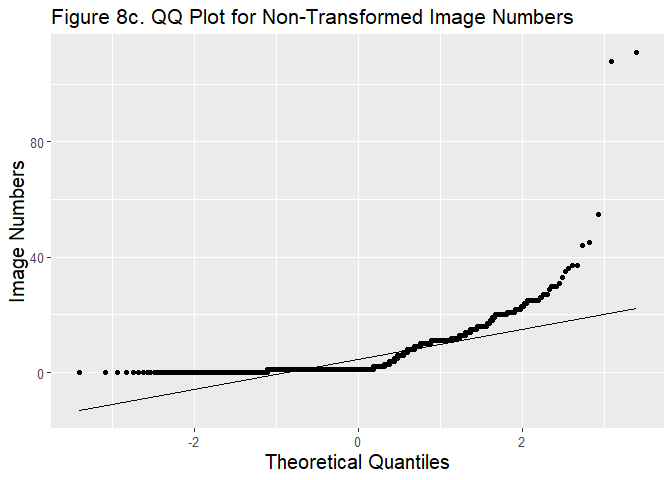 Figure 8c. QQ Plot for Non-Transformed Image Numbers
80
40
0
Image Numbers
-2 0 2
Theoretical Quantiles